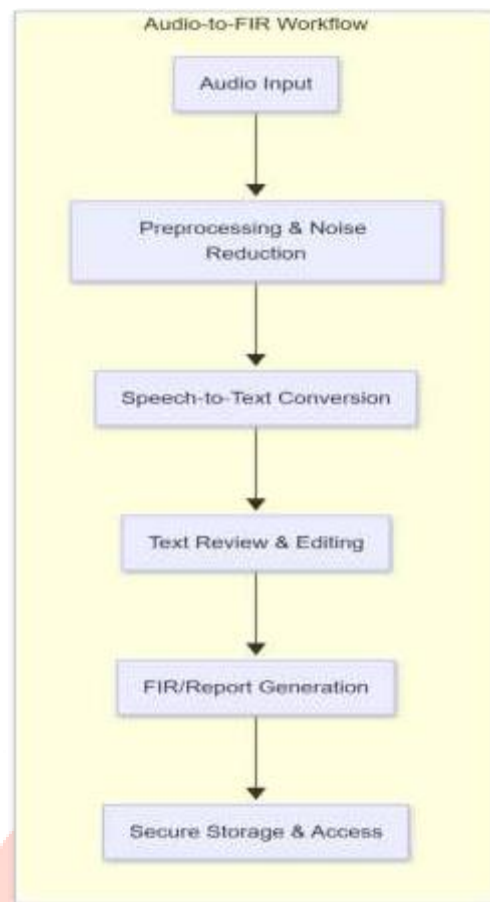 Audio-to-FIR Workflow
Audio Input
Preprocessing & Noise
Reduction
Speech-to-Text Conversion
Text Review & Editing
FIR/Report Generation
Secure Storage & Access